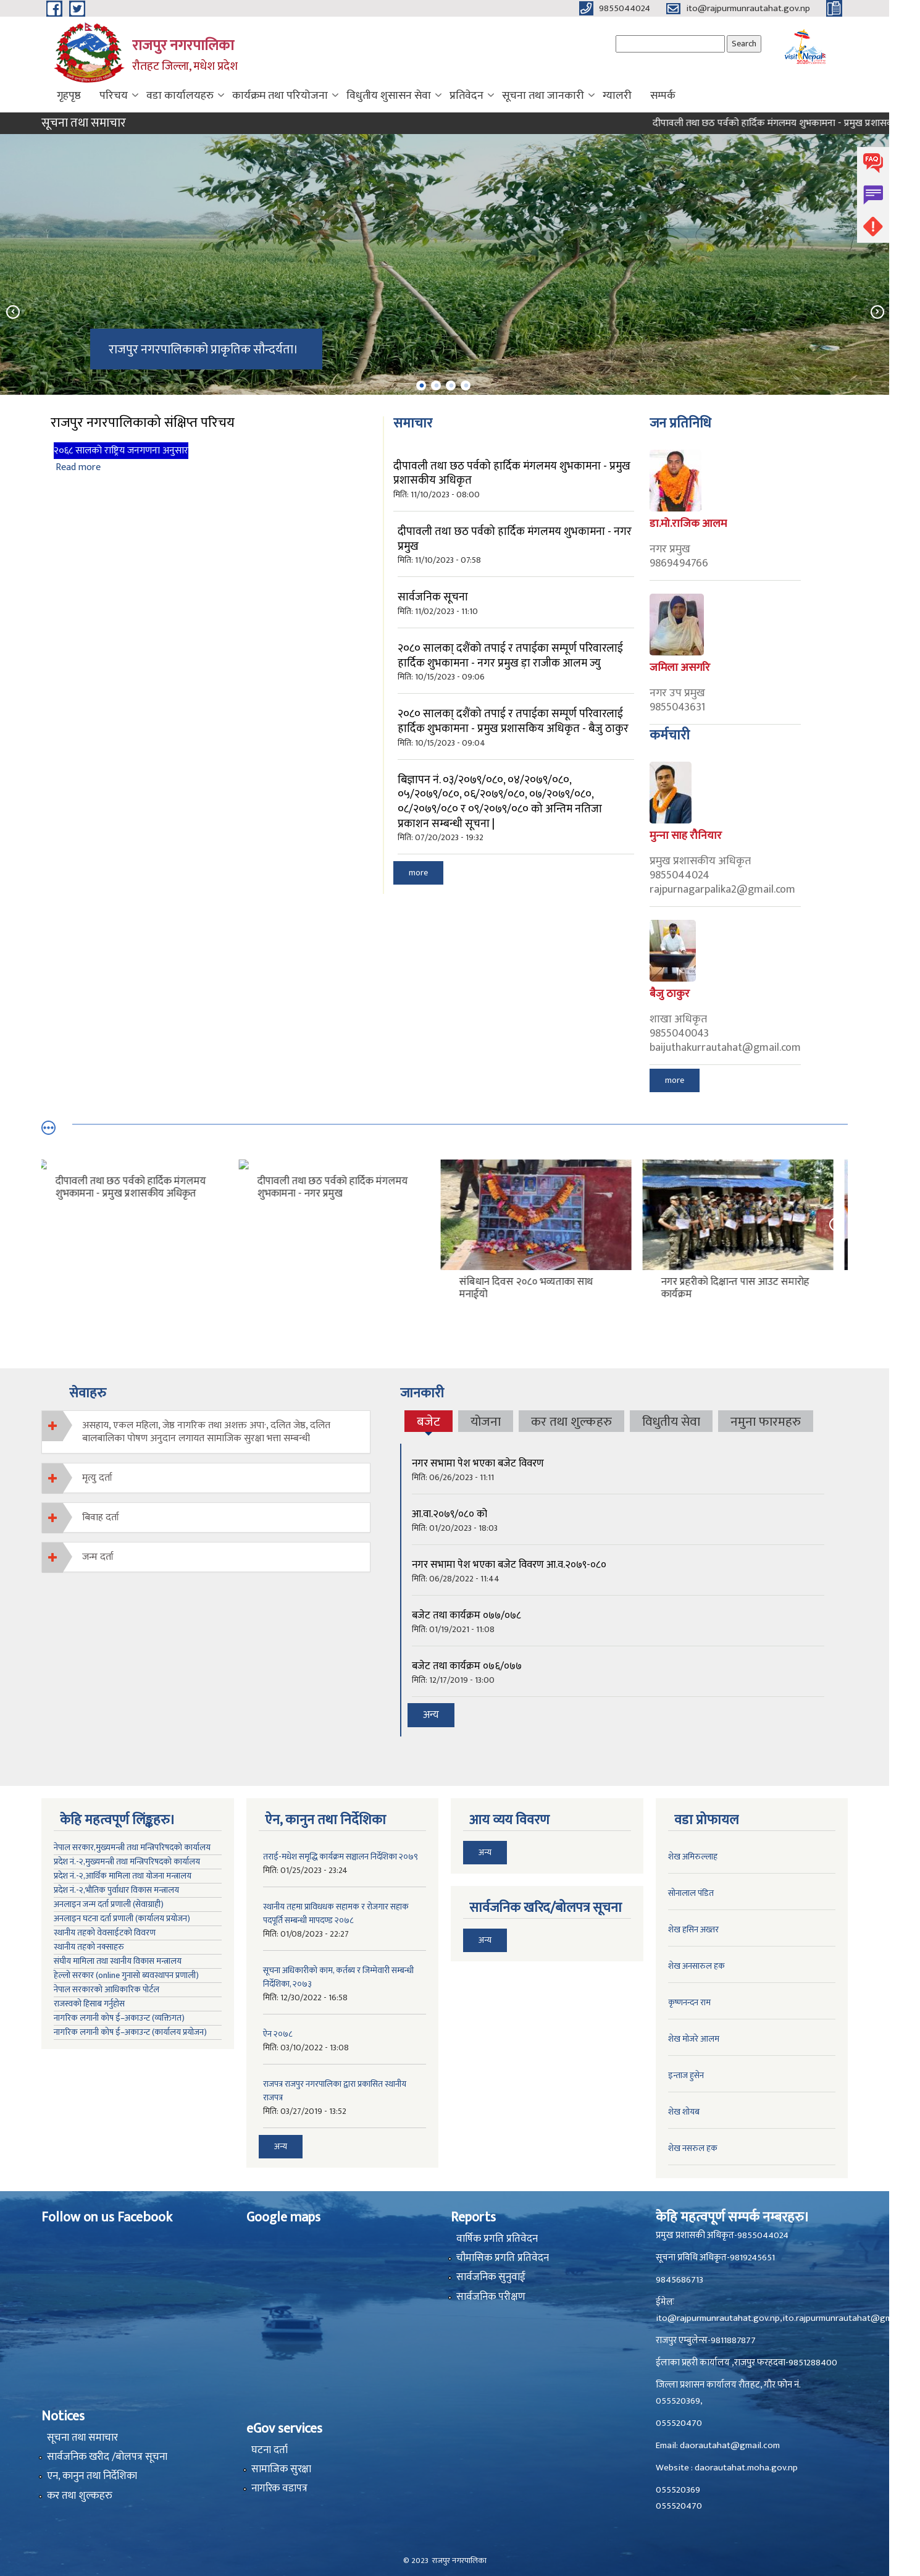 9855044024
ito@rajpurmunrautahat.gov.np
राजपुर नगरपालिका
रौतहट जिल्ला, मधेश प्रदेश
Search
गृहपृष्ठ परिचय वडा कार्यालयहरु कार्यक्रम तथा परियोजना विधुतीय शुसासन सेवा प्रतिवेदन सूचना तथा जानकारी ग्यालरी सम्पर्क
सूचना तथा समाचार
दीपावली तथा छठ पर्वको हार्दिक मंगलमय शुभकामना - प्रमुख
FAQ
राजपुर नगरपालिकाको प्राकृतिक सौन्दर्यता।
राजपुर नगरपालिकाको संक्षिप्त परिचय
२०६८ सालको राष्ट्रिय जनगणना अनुसार
Read more
समाचार
दीपावली तथा छठ पर्वको हार्दिक मंगलमय शुभकामना - प्रमुख
प्रशासकीय अधिकृत
मिति: 11/10/2023 - 08:00
दीपावली तथा छठ पर्वको हार्दिक मंगलमय शुभकामना - नगर
प्रमुख
मिति: 11/10/2023 - 07:58
सार्वजनिक सूचना
मिति: 11/02/2023 - 11:10
२०८० सालका् दशैंको तपाई र तपाईका सम्पूर्ण परिवारलाई
हार्दिक शुभकामना - नगर प्रमुख ड़ा राजीक आलम ज्यु
मिति: 10/15/2023 - 09:06
२०८० सालका् दशैंको तपाई र तपाईका सम्पूर्ण परिवारलाई
हार्दिक शुभकामना - प्रमुख प्रशासकिय अधिकृत - बैजु ठाकुर
मिति: 10/15/2023 - 09:04
बिज्ञापन नं.०३/२०७९/०८०, ०४/२०७९/०८०,
०५/२०७९/०८०, ०६/२०७९/०८०, ०७/२०७९/०८०,
०८/२०७९/०८० र ०९/२०७९/०८० को अन्तिम नतिजा
प्रकाशन सम्बन्धी सूचना |
मिति: 07/20/2023 - 19:32
more
जन प्रतिनिधि
डा.मो.राजिक आलम
नगर प्रमुख
9869494766
जमिला असगरि
नगर उप प्रमुख
9855043631
कर्मचारी
मुन्ना साह रौनियार
प्रमुख प्रशासकीय अधिकृत
9855044024
rajpurnagarpalika2@gmail.com
बैजु ठाकुर
शाखा अधिकृत
9855040043
baijuthakurrautahat@gmail.com
more
दीपावली तथा छठ पर्वको हार्दिक मंगलमय
शुभकामना - प्रमुख प्रशासकीय अधिकृत
दीपावली तथा छठ पर्वको हार्दिक मंगलमय
शुभकामना - नगर प्रमुख
संबिधान दिवस २०८० भव्यताका साथ
मनाईयो
नगर प्रहरीको दिक्षान्त पास आउट समारोह
कार्यक्रम
सेवाहरु
असहाय, एकल महिला, जेष्ठ नागरिक तथा अशक्त अपा·, दलित जेष्ठ, दलित
बालबालिका पोषण अनुदान लगायत सामाजिक सुरक्षा भत्ता सम्बन्धी
मृत्यु दर्ता
बिवाह दर्ता
जन्म दर्ता
जानकारी
बजेट योजना कर तथा शुल्कहरु विधुतीय सेवा नमुना फारमहरु
नगर सभामा पेश भएका बजेट विवरण
मिति: 06/26/2023 - 11:11
आ.वा.२०७९/०८० को
मिति: 01/20/2023 - 18:03
नगर सभामा पेश भएका बजेट विवरण आ.व.२०७९-०८०
मिति: 06/28/2022 - 11:44
बजेट तथा कार्यक्रम ०७७/०७८
मिति: 01/19/2021 - 11:08
बजेट तथा कार्यक्रम ०७६/०७७
मिति: 12/17/2019 - 13:00
अन्य
केहि महत्वपूर्ण लिंङ्कहरु।
नेपाल सरकार,मुख्यमन्त्री तथा मन्त्रिपरिषदको कार्यालय
प्रदेश नं.-२,मुख्यमन्त्री तथा मन्त्रिपरिषदको कार्यालय
प्रदेश नं.-२,आर्थिक मामिला तथा योजना मन्त्रालय
प्रदेश नं.-२,भौतिक पुर्वाधार विकास मन्त्रालय
अनलाइन जन्म दर्ता प्रणाली (सेवाग्राही)
अनलाइन घटना दर्ता प्रणाली (कार्यालय प्रयोजन)
स्थानीय तहको वेवसाईटको विवरण
स्थानीय तहको नक्साहरु
संघीय मामिला तथा स्थानीय विकास मन्त्रालय
हेल्लो सरकार (online गुनासो ब्यवस्थापन प्रणाली)
नेपाल सरकारको आधिकारिक पोर्टल
राजस्वको हिसाब गर्नुहोस
नागरिक लगानी कोष ई–अकाउन्ट (व्यक्तिगत)
नागरिक लगानी कोष ई–अकाउन्ट (कार्यालय प्रयोजन)
ऐन, कानुन तथा निर्देशिका
तराई-मधेश समृद्धि कार्यक्रम सञ्चालन निर्देशिका २०७९
मिति: 01/25/2023 - 23:24
स्थानीय तहमा प्राविधधक सहामक र रोजगार सहाक
पदपूर्ति सम्बन्धी मापदण्ड २०७८
मिति: 01/08/2023 - 22:27
सूचना अधिकारीको काम, कर्तब्य र जिम्मेवारी सम्बन्धी
निर्देशिका, २०७३
मिति: 12/30/2022 - 16:58
ऐन २०७८
मिति: 03/10/2022 - 13:08
राजपत्र राजपुर नगरपालिका द्वारा प्रकासित स्थानीय
राजपत्र
मिति: 03/27/2019 - 13:52
अन्य
आय व्यय विवरण
अन्य
सार्वजनिक खरिद/बोलपत्र सूचना
अन्य
वडा प्रोफायल
शेख अमिरुल्लाह
सोनालाल पंडित
शेख हसिन अख्तर
शेख अनसारुल हक
कृष्णनन्दन राम
शेख मोजरे आलम
इन्ताज हुसेन
शेख शोयब
शेख नसरुल हक
Follow on us Facebook
Google maps
Reports
वार्षिक प्रगति प्रतिवेदन
चौमासिक प्रगति प्रतिवेदन
सार्वजनिक सुनुवाई
सार्वजनिक परीक्षण
केहि महत्वपूर्ण सम्पर्क नम्बरहरु।
प्रमुख प्रशासकी अधिकृत-9855044024
सूचना प्रविधि अधिकृत-9819245651
9845686713
ईमेलः
ito@rajpurmunrautahat.gov.np,ito.rajpurmunrautahat@gm
राजपुर एम्बुलेन्स-9811887877
ईलाका प्रहरी कार्यालय ,राजपुर फरहदवा-9851288400
जिल्ला प्रशासन कार्यालय रौतहट, गौर फोन नं.
055520369,
055520470
Email: daorautahat@gmail.com
Website : daorautahat.moha.gov.np
055520369
055520470
Notices
सूचना तथा समाचार
सार्वजनिक खरीद /बोलपत्र सूचना
एन, कानुन तथा निर्देशिका
कर तथा शुल्कहरु
eGov services
घटना दर्ता
सामाजिक सुरक्षा
नागरिक वडापत्र
© 2023 राजपुर नगरपालिका